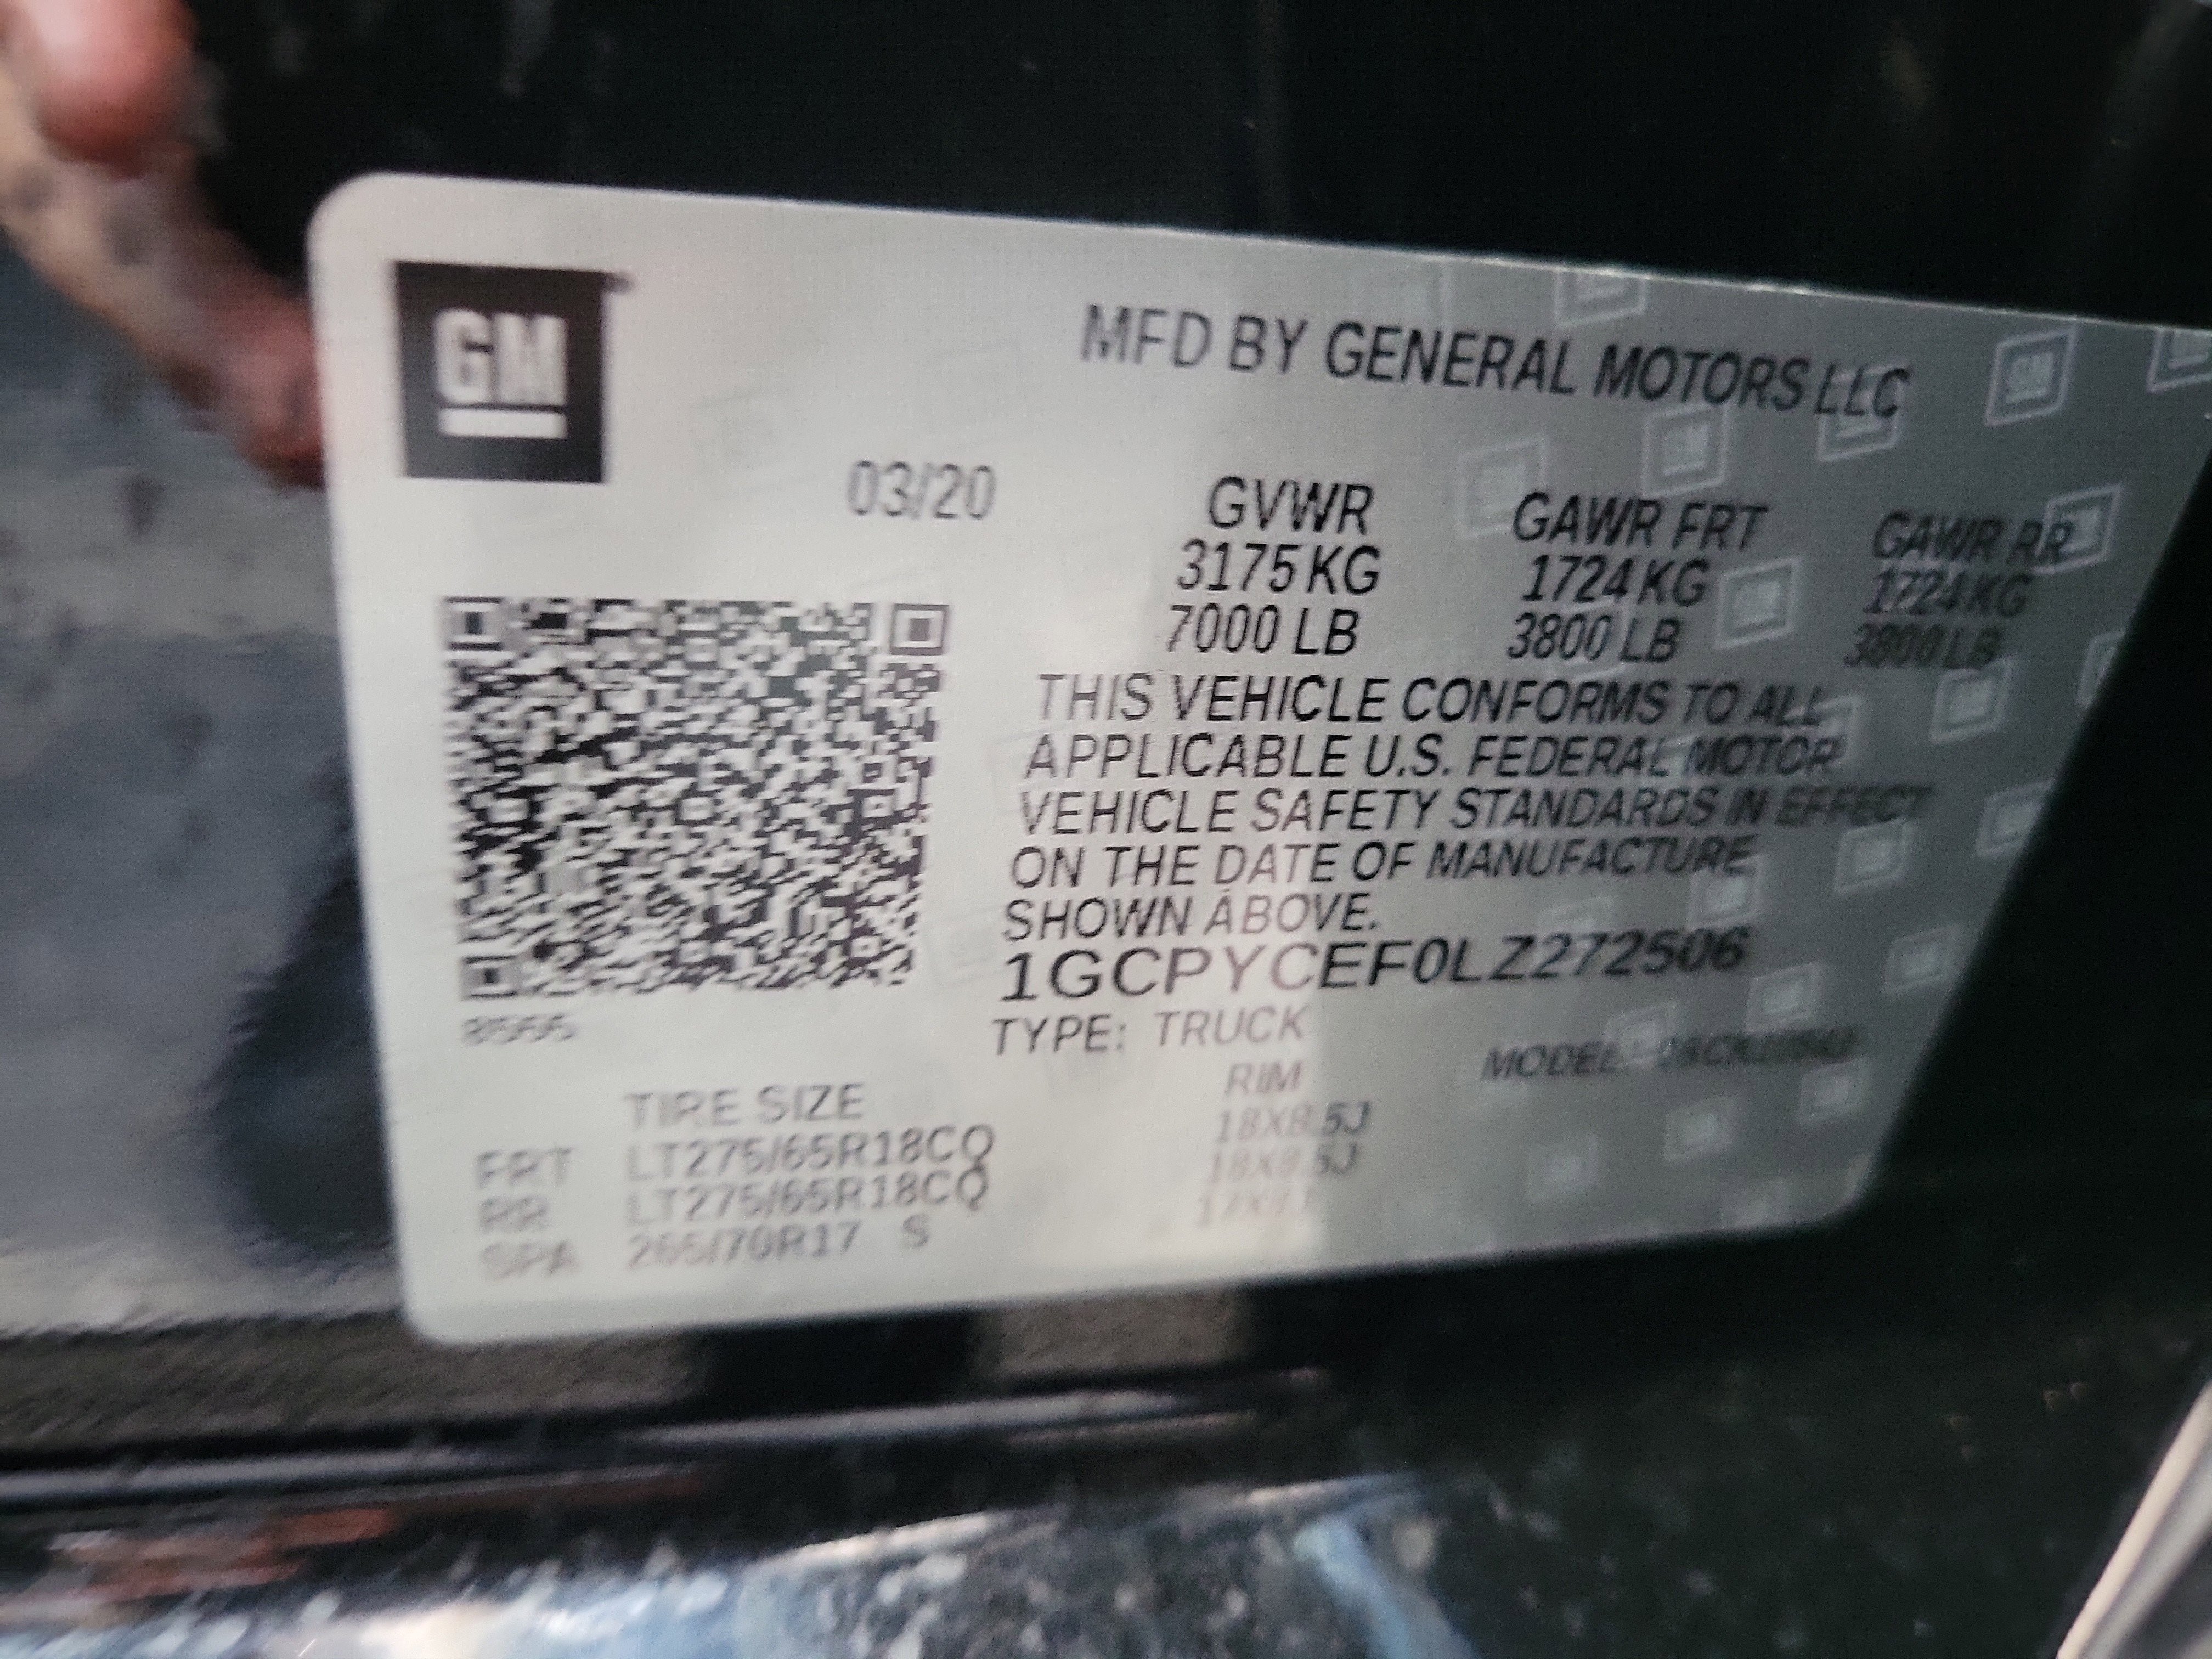 GM
MFD BY GENERAL MOTORS LLC
03/20
GVWR GAWR FRT GAWR RR
3175 KG 1724 KG 1724 KG
7000 LB 3800 LB 3800 LB
THIS VEHICLE CONFORMS TO ALL
APPLICABLE U.S. FEDERAL MOTOR
VEHICLE SAFETY STANDARDS IN EFFECT
ON THE DATE OF MANUFACTURE
SHOWN ABOVE.
1GCPYCEF0LZ272506
TYPE: TRUCK MODEL:
TIRE SIZE RIM
FRT LT275/65R18CQ 18X8.5J
RR LT275/65R18CQ 18X8.5J
SPA 265/70R17 S